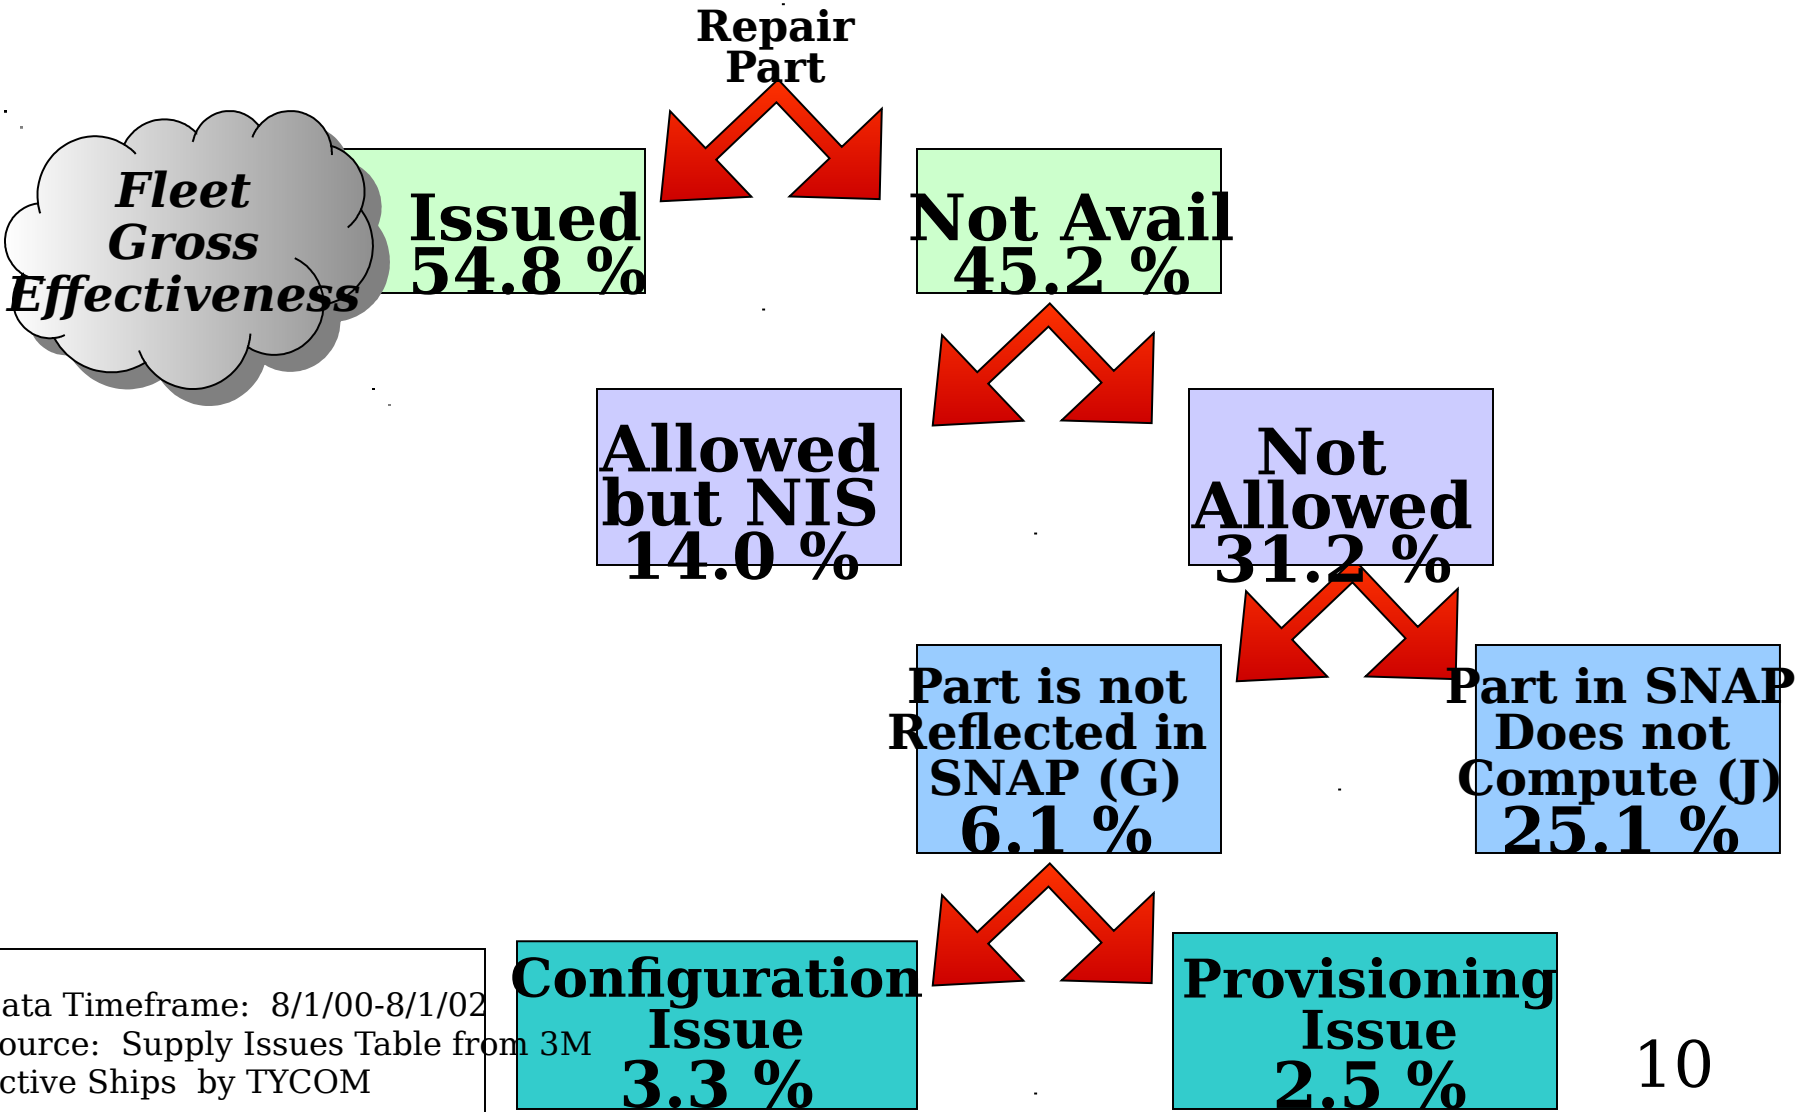 Repair
Part
Fleet
Gross
Effectiveness
Issued
54.8 %
Not Avail
45.2 %
Allowed
but NIS
14.0 %
Not
Allowed
31.2 %
Part is not
Reflected in
SNAP (G)
6.1 %
Part in SNAP
Does not
Compute (J)
25.1 %
Configuration
Issue
3.3 %
Provisioning
Issue
2.5 %
ata Timeframe:  8/1/00-8/1/02
ource:  Supply Issues Table from 3M
ctive Ships  by TYCOM
10